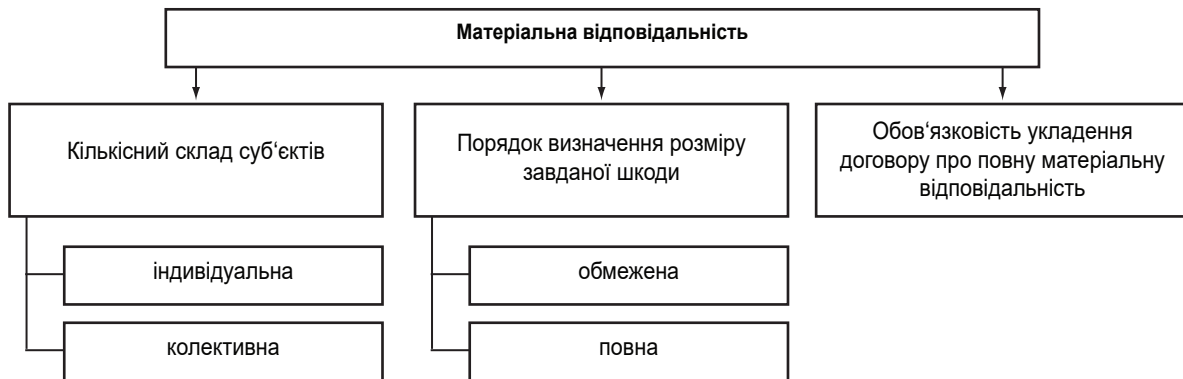 Матеріальна відповідальність
Кількісний склад суб‘єктів
Порядок визначення розміру
завданої шкоди
Обов‘язковість укладення
договору про повну матеріальну
відповідальність
індивідуальна
обмежена
колективна
повна